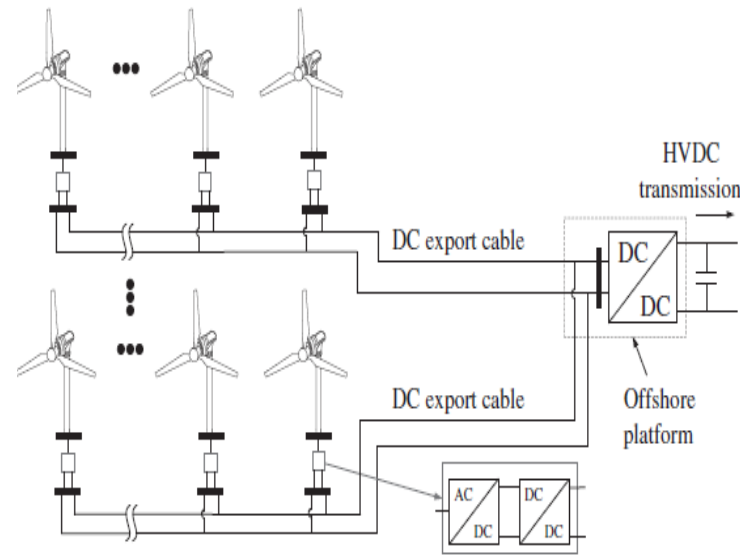 HVDC
transmission
DC export cable
DC
DC
DC export cable
Offshore
platform
AC
DC
DC
DC